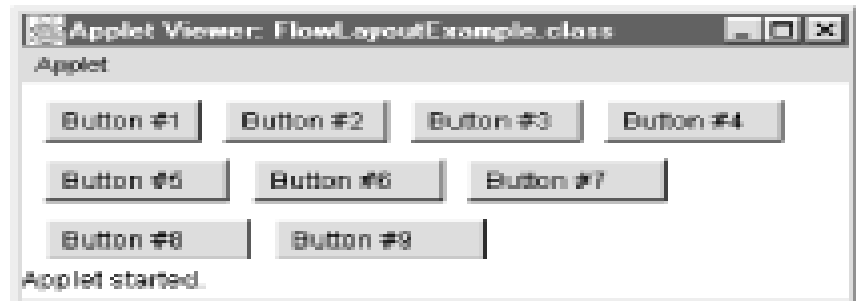 Applet Viewer: FlowLayoutExample.class
Applet
Button #1 Button #2 Button #3 Button #4
Button #5 Button #6 Button #7
Button #8 Button #9
Applet started.